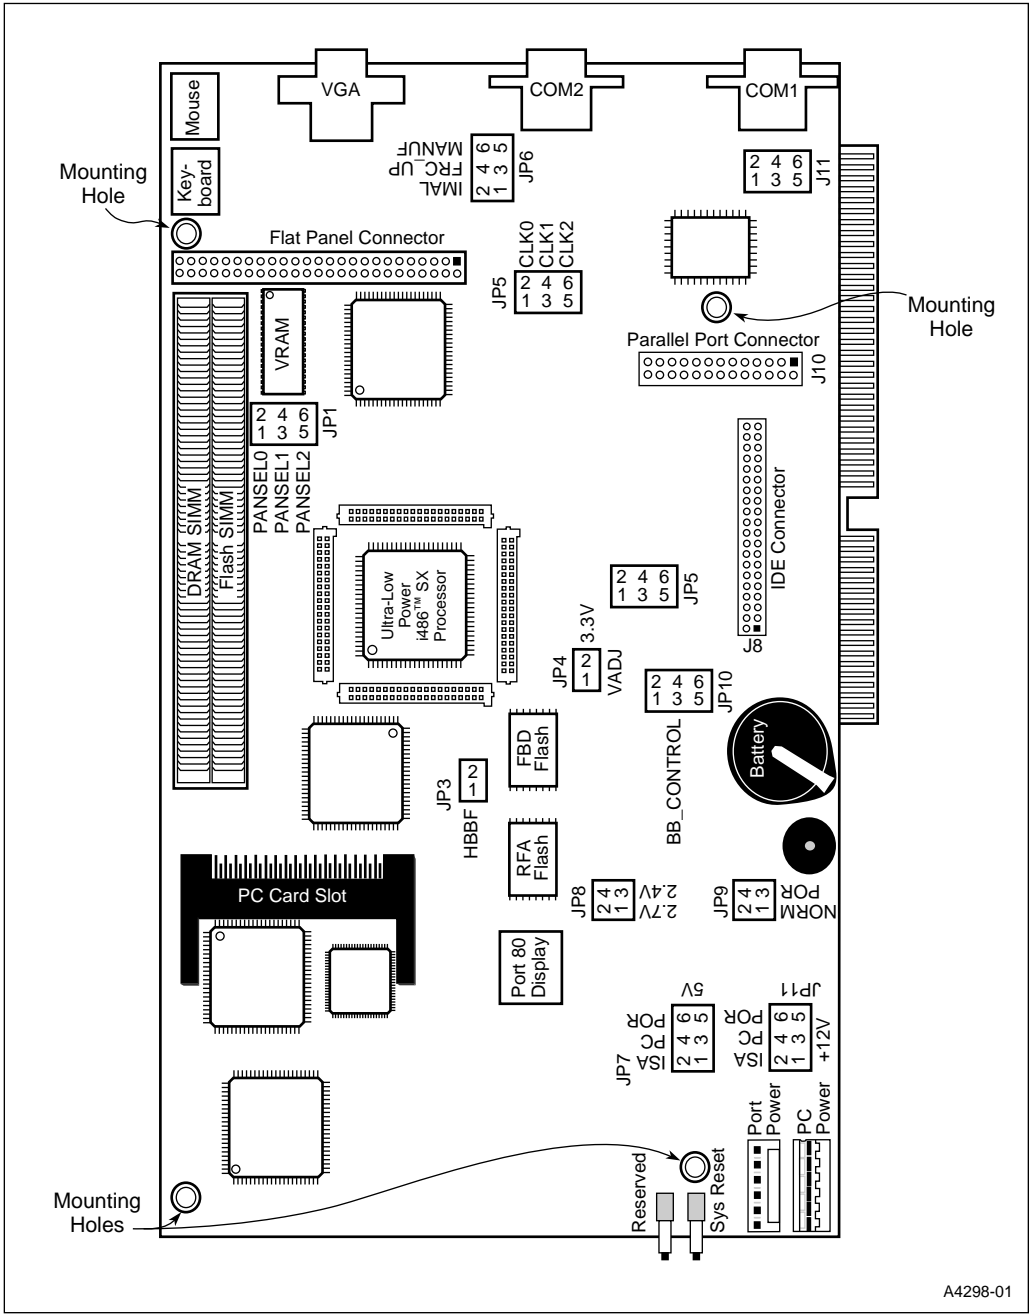 Mouse
VGA
COM2
COM1
Key-
board
Mounting
Hole
IMAL
FRC_UP
MANUF
2 4 6
1 3 5
JP6
2 4 6
1 3 5
J11
Flat Panel Connector
CLK0
CLK1
CLK2
JP5
2 4 6
1 3 5
Mounting
Hole
VRAM
Parallel Port Connector
J10
2 4 6
1 3 5
JP1
PANSEL0
PANSEL1
PANSEL2
DRAM SIMM
Flash SIMM
Ultra-Low
Power
i486™ SX
Processor
IDE Connector
J8
2 4 6
1 3 5
JP5
JP4
2
1
3.3V
VADJ
2 4 6
1 3 5
JP10
BB_CONTROL
Battery
FBD
Flash
JP3
2
1
HBBF
RFA
Flash
PC Card Slot
JP8
2 4
1 3
2.7V
2.4V
JP9
2 4
1 3
NORM
POR
Port 80
Display
5V
JP7
ISA
PC
POR
2 4 6
1 3 5
JP11
ISA
PC
POR
2 4 6
1 3 5
+12V
Port
Power
PC
Power
Reserved
Sys Reset
Mounting
Holes
A4298-01